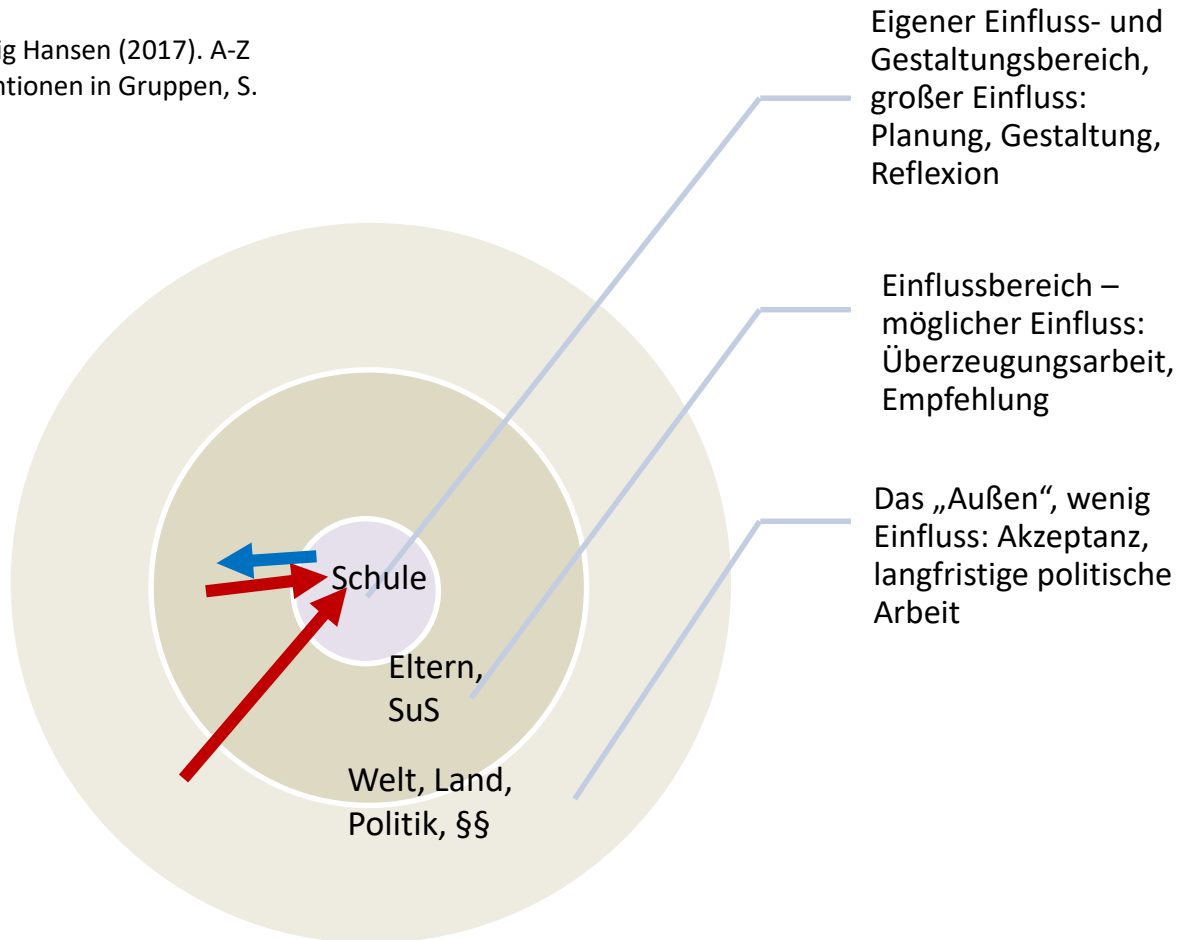 ig Hansen (2017). A-Z
ntionen in Gruppen, S.
Eigener Einfluss- und
Gestaltungsbereich,
großer Einfluss:
Planung, Gestaltung,
Reflexion
Einflussbereich –
möglicher Einfluss:
Überzeugungsarbeit,
Empfehlung
Das „Außen“, wenig
Einfluss: Akzeptanz,
langfristige politische
Arbeit
Schule
Eltern,
SuS
Welt, Land,
Politik, §§